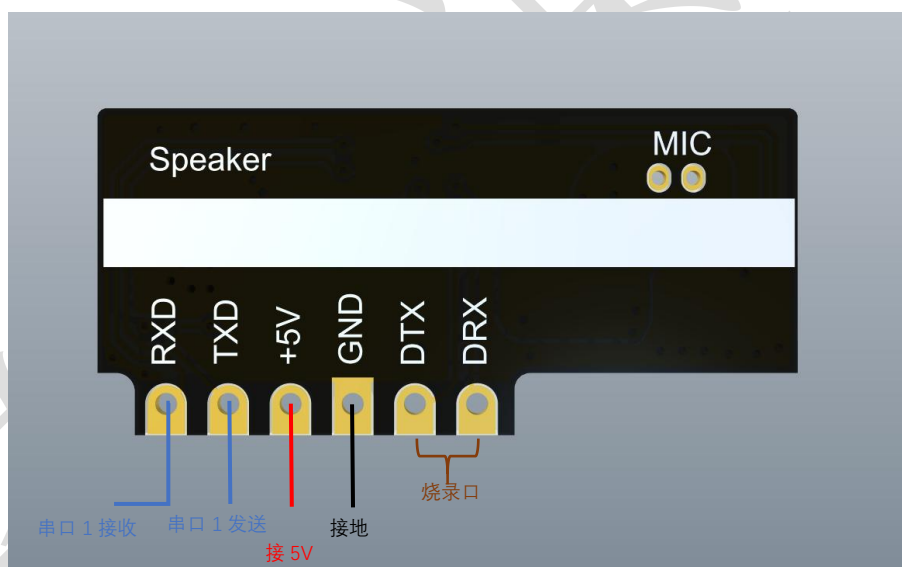 Speaker
MIC
RXD
TXD
+5V
GND
DTX
DRX
烧录口
串口 1 接收
串口 1 发送
接地
接 5V